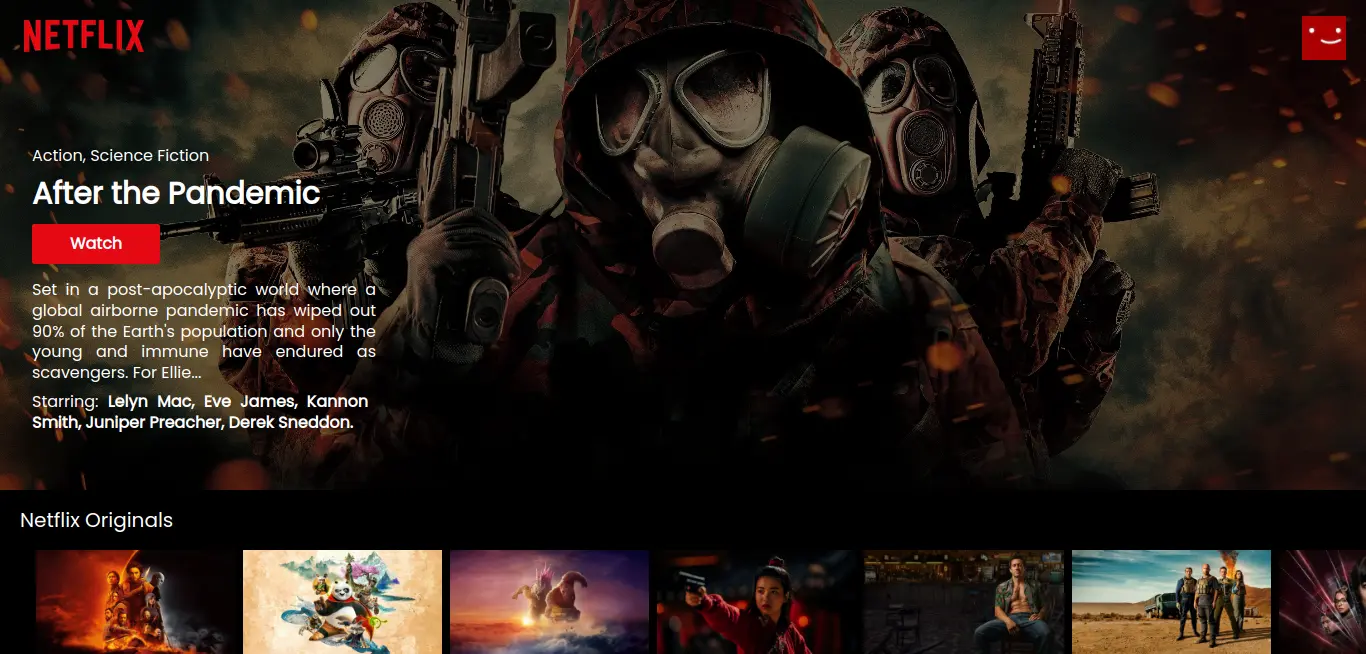 NETFLIX
Action, Science Fiction
After the Pandemic
Watch
Set in a post-apocalyptic world where a
global airborne pandemic has wiped out
90% of the Earth's population and only the
young and immune have endured as
scavengers. For Ellie...
Starring: Lelyn Mac, Eve James, Kannon
Smith, Juniper Preacher, Derek Sneddon.
Netflix Originals